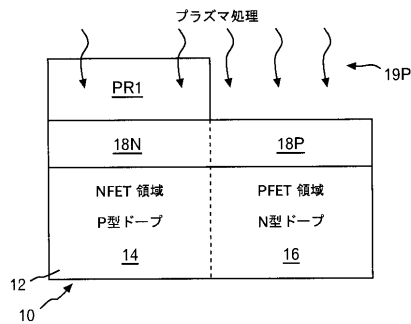 プラズマ処理
19P
PR1
18N
18P
NFET 領域
PFET 領域
P型ドープ
N型ドープ
14
16
12
10